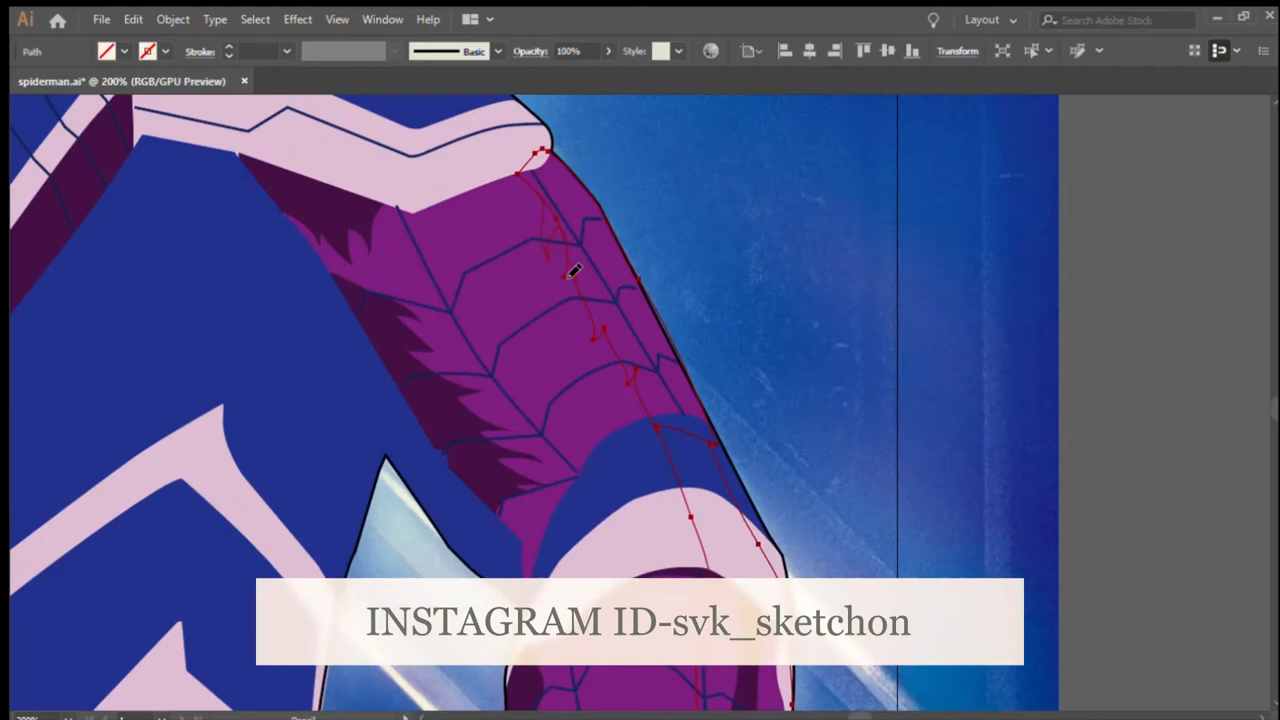 Ai File Edit Object Type Select Effect View Window Help Layout Search Adobe Stock
Path Stroke: Basic Opacity: 100% Style: Transform
spiderman.ai* @ 200% (RGB/GPU Preview) ×
INSTAGRAM ID-svk_sketchon